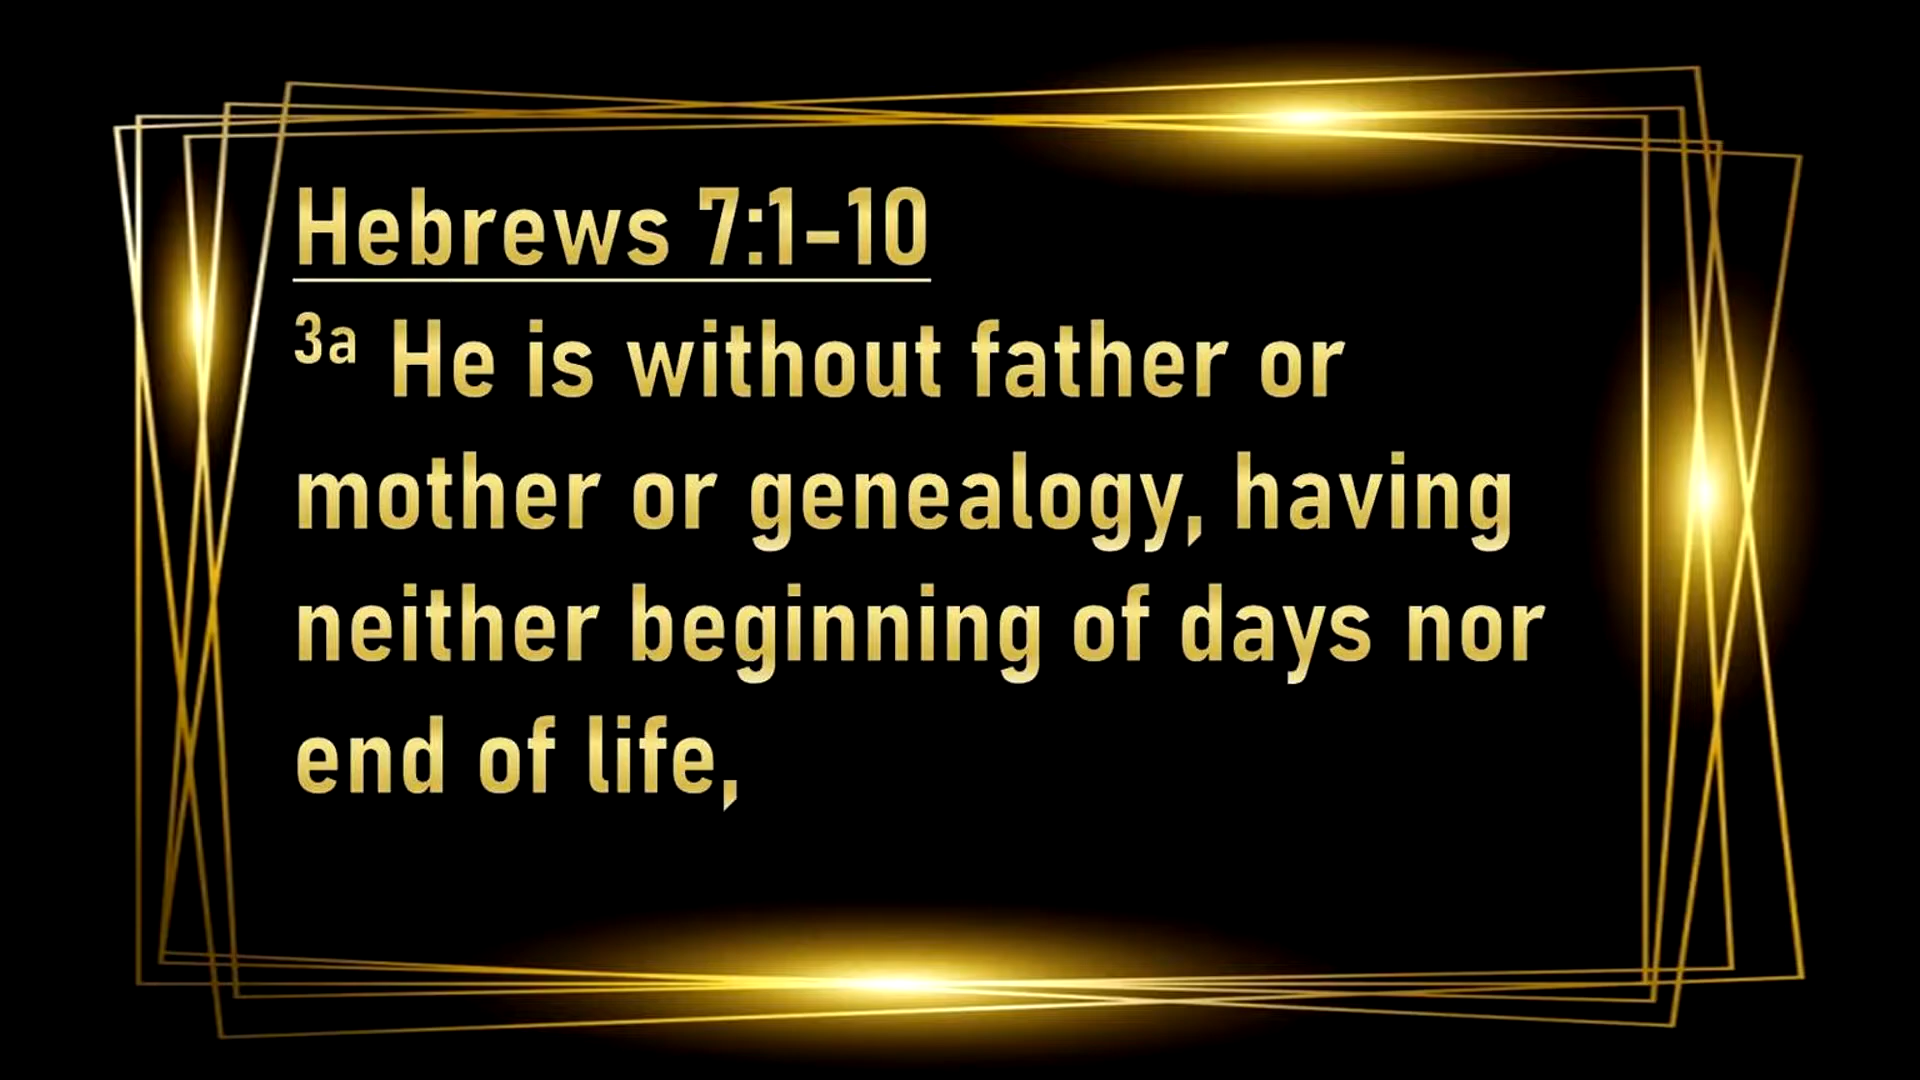 Hebrews 7:1-10
3a He is without father or
mother or genealogy, having
neither beginning of days nor
end of life,